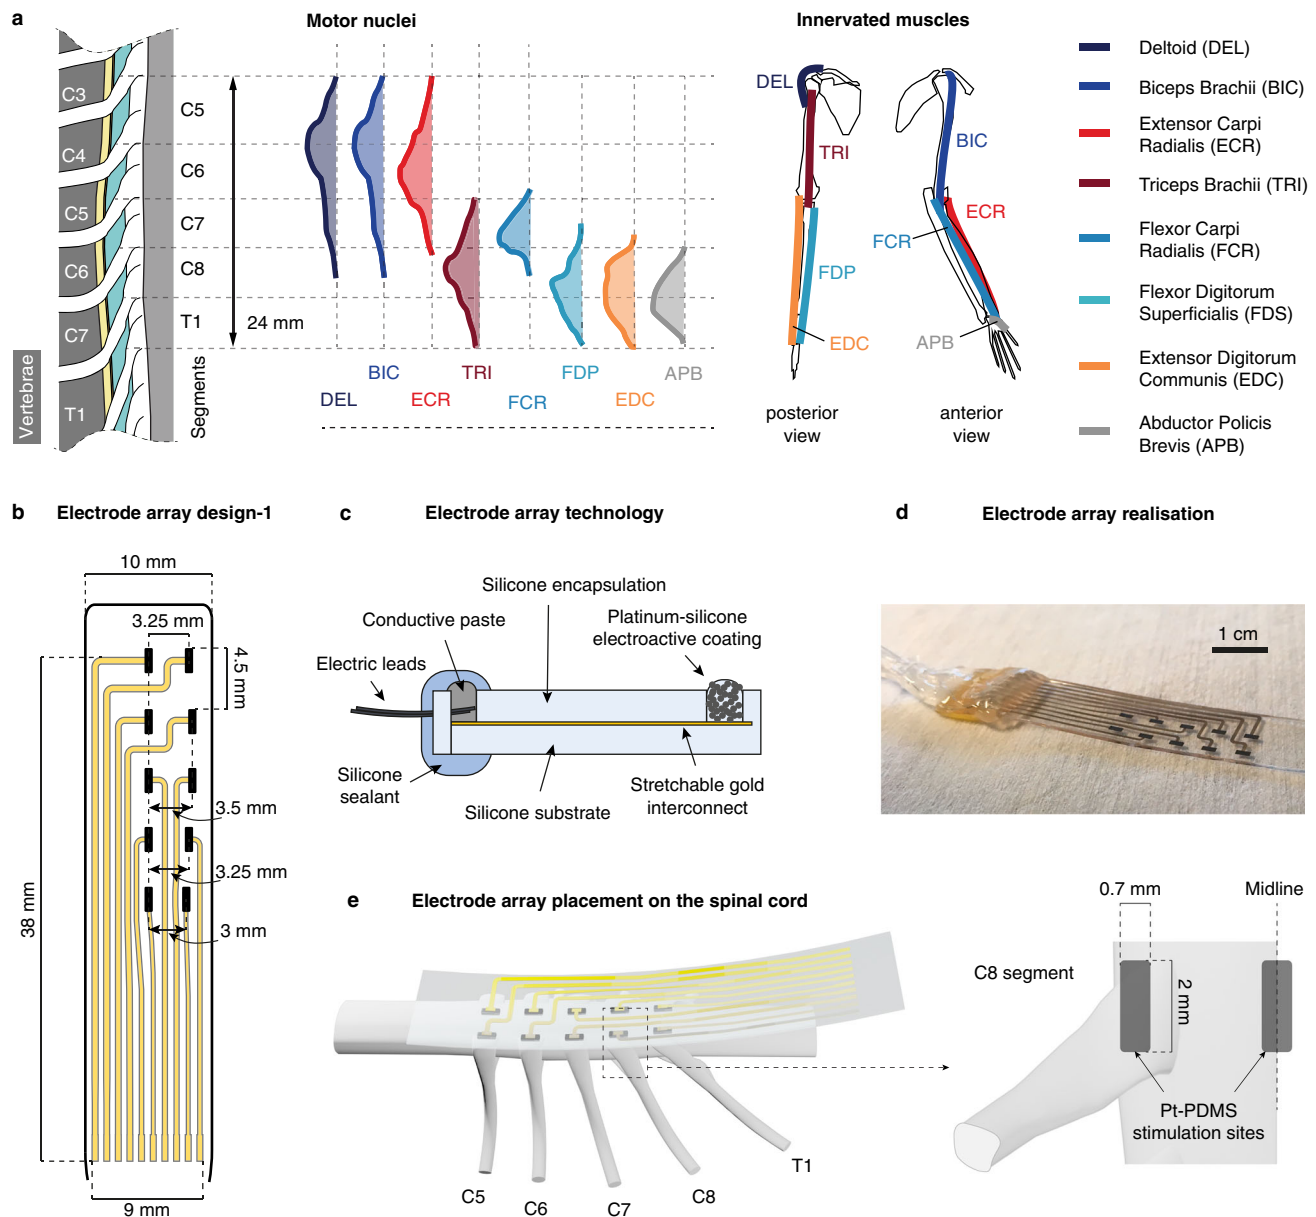 a
Motor nuclei
Innervated muscles
C3
C4
C5
C6
C7
T1
Vertebrae
C5
C6
C7
C8
T1
Segments
24 mm
DEL
BIC
ECR
TRI
FCR
FDP
EDC
APB
DEL
TRI
FDP
EDC
posterior
view
BIC
ECR
FCR
APB
anterior
view
Deltoid (DEL)
Biceps Brachii (BIC)
Extensor Carpi
Radialis (ECR)
Triceps Brachii (TRI)
Flexor Carpi
Radialis (FCR)
Flexor Digitorum
Superficialis (FDS)
Extensor Digitorum
Communis (EDC)
Abductor Policis
Brevis (APB)
b
Electrode array design-1
10 mm
3.25 mm
4.5 mm
3.5 mm
3.25 mm
3 mm
38 mm
9 mm
c
Electrode array technology
Silicone encapsulation
Conductive paste
Platinum-silicone
electroactive coating
Electric leads
Silicone
sealant
Silicone substrate
Stretchable gold
interconnect
d
Electrode array realisation
1 cm
e
Electrode array placement on the spinal cord
C5
C6
C7
C8
T1
0.7 mm
Midline
C8 segment
2 mm
Pt-PDMS
stimulation sites